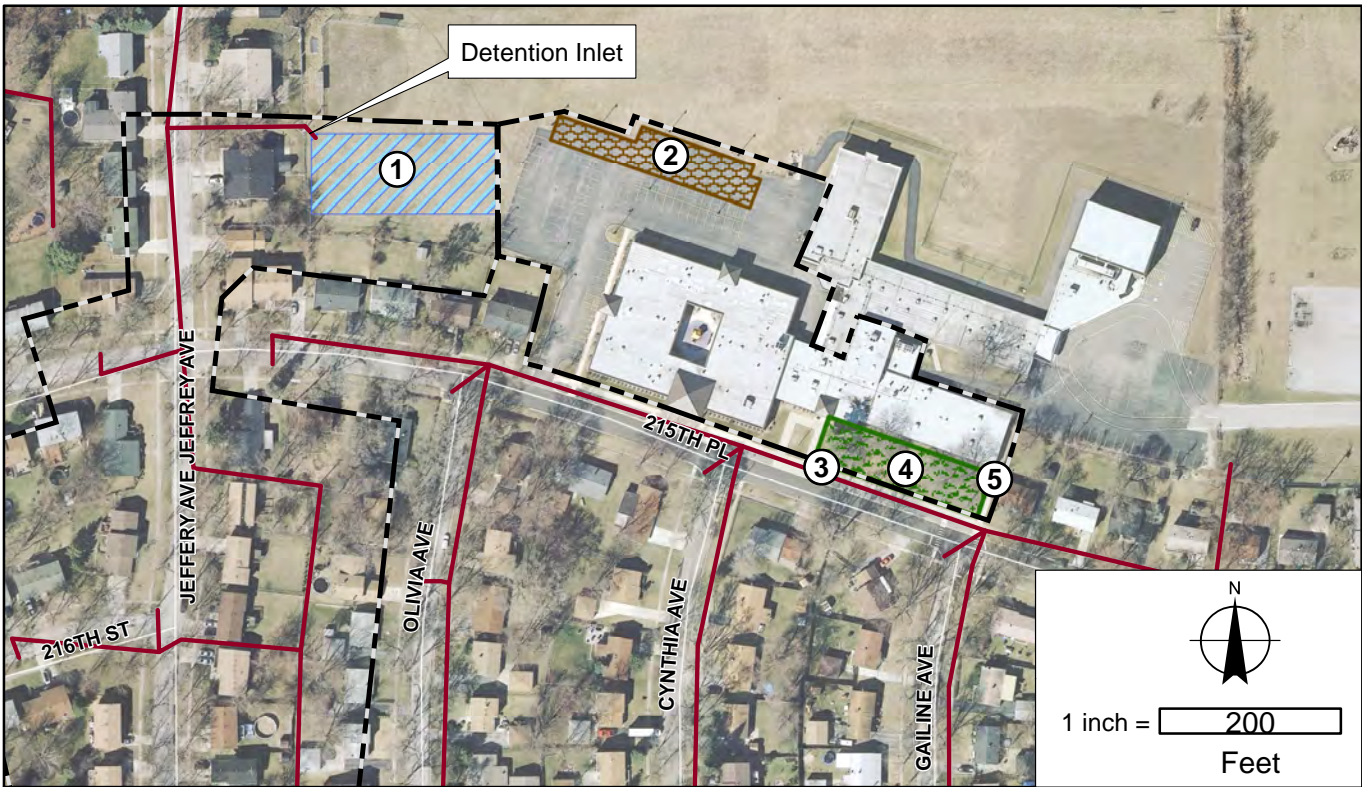 Detention Inlet
1
2
JEFFERY AVE JEFFREY AVE
215TH PL
3
4
5
OLIVIA AVE
CYNTHIA AVE
GAILINE AVE
216TH ST
N
1 inch = 200
Feet